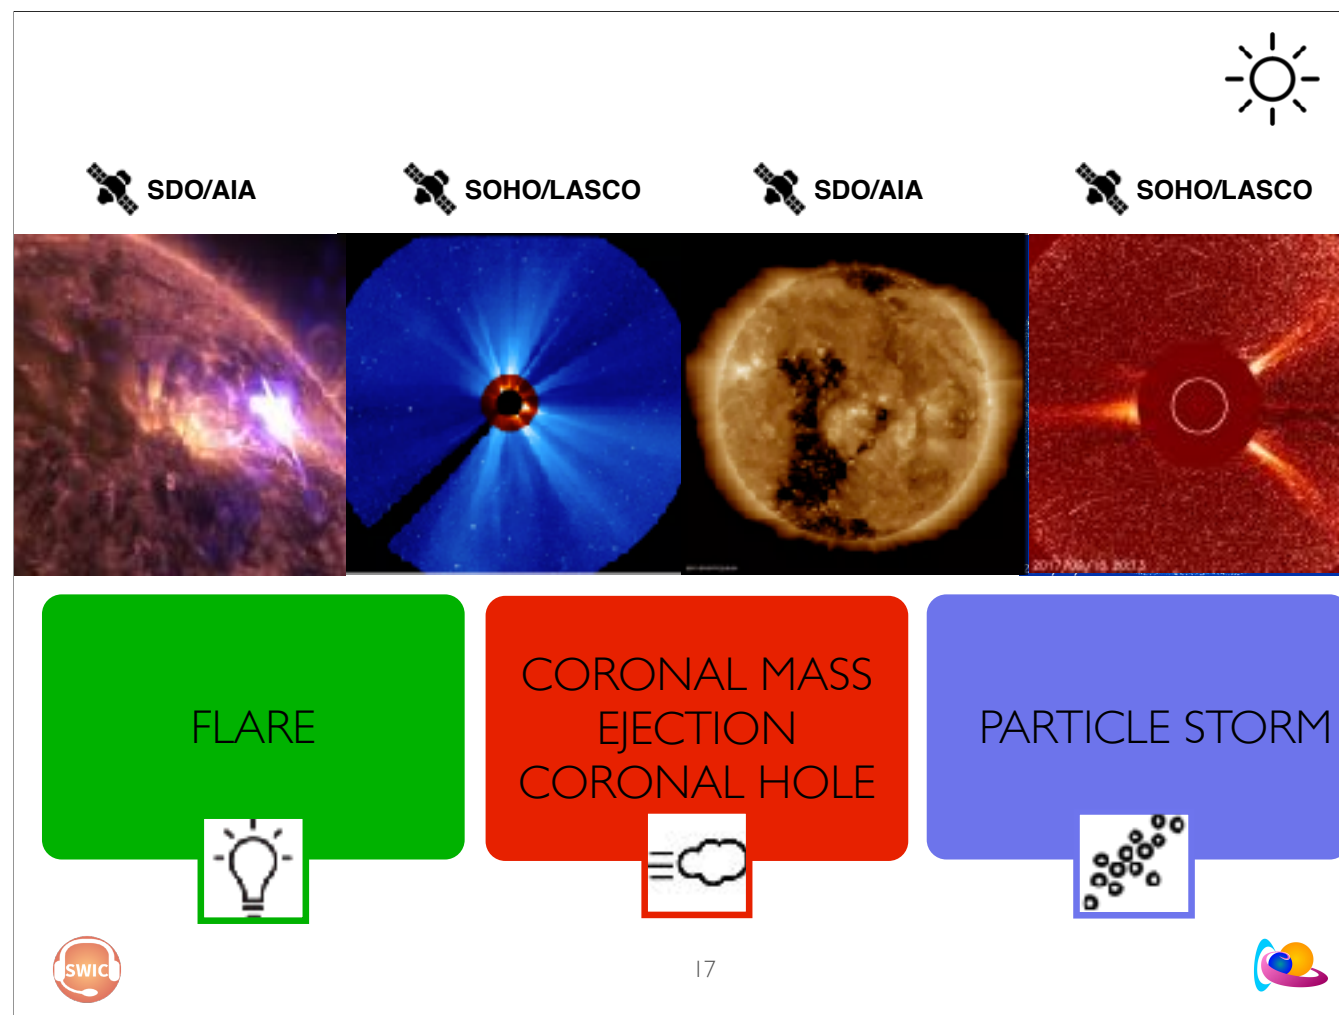 SDO/AIA
SOHO/LASCO
SDO/AIA
SOHO/LASCO
FLARE
CORONAL MASS
EJECTION
CORONAL HOLE
PARTICLE STORM
SWIC
17